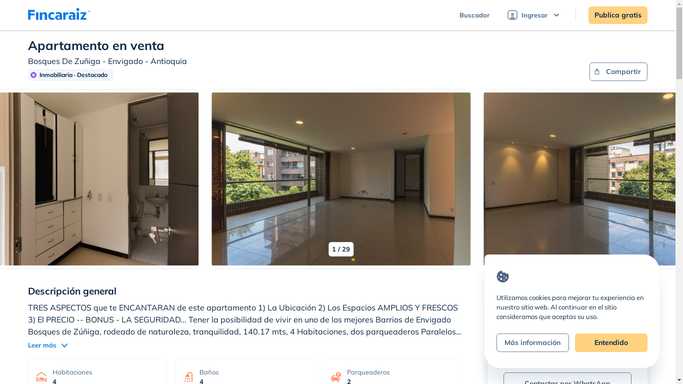 Fincaraiz
Buscador
Ingresar
Publica gratis
Apartamento en venta
Bosques De Zuñiga - Envigado - Antioquia
Inmobiliaria - Destacado
Compartir
1 / 29
Descripción general
TRES ASPECTOS que te ENCANTARAN de este apartamento 1) La Ubicación 2) Los Espacios AMPLIOS Y FRESCOS
3) El PRECIO -- BONUS - LA SEGURIDAD... Tener la posibilidad de vivir en uno de los mejores Barrios de Envigado
Bosques de Zúñiga, rodeado de naturaleza, tranquilidad, 140.17 mts, 4 Habitaciones, dos parqueaderos Paralelos...
Leer más
Habitaciones
4
Baños
4
Parqueaderos
2
Utilizamos cookies para mejorar tu experiencia en
nuestro sitio web. Al continuar en el sitio
consideramos que aceptas su uso.
Más información
Entendido
Contactar por WhatsApp